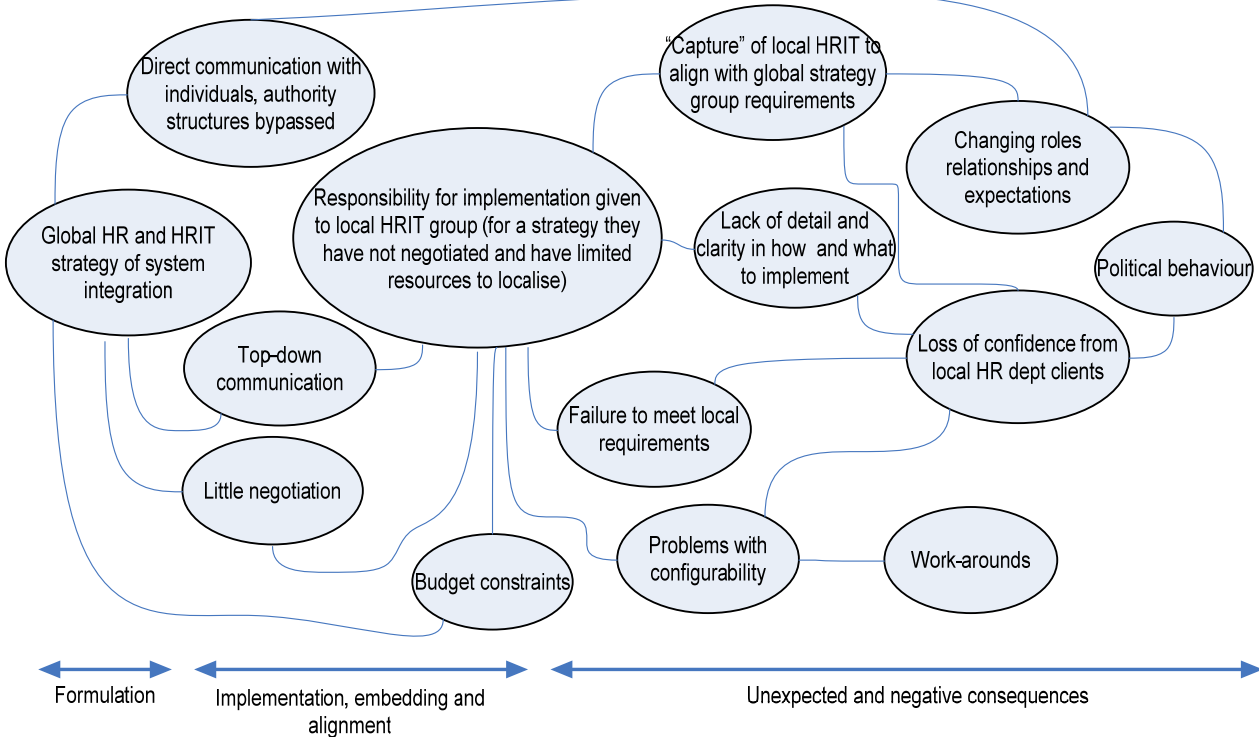 Direct communication with
individuals, authority
structures bypassed
Global HR and HRIT
strategy of system
integration
Top-down
communication
Little negotiation
Responsibility for implementation given
to local HRIT group (for a strategy they
have not negotiated and have limited
resources to localise)
Budget constraints
“Capture” of local HRIT to
align with global strategy
group requirements
Lack of detail and
clarity in how and what
to implement
Failure to meet local
requirements
Problems with
configurability
Changing roles
relationships and
expectations
Political behaviour
Loss of confidence from
local HR dept clients
Work-arounds
Formulation
Implementation, embedding and
alignment
Unexpected and negative consequences